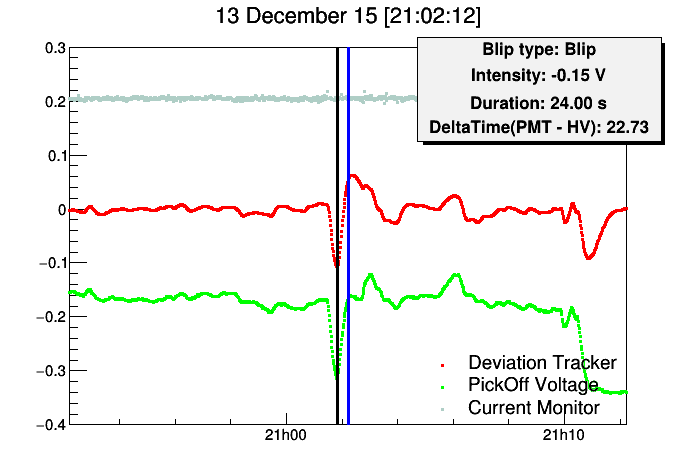 13 December 15 [21:02:12]
Blip type: Blip
Intensity: -0.15 V
Duration: 24.00 s
DeltaTime(PMT - HV): 22.73
0.3
0.2
0.1
0
−0.1
−0.2
−0.3
−0.4
Deviation Tracker
PickOff Voltage
Current Monitor
21h00
21h10